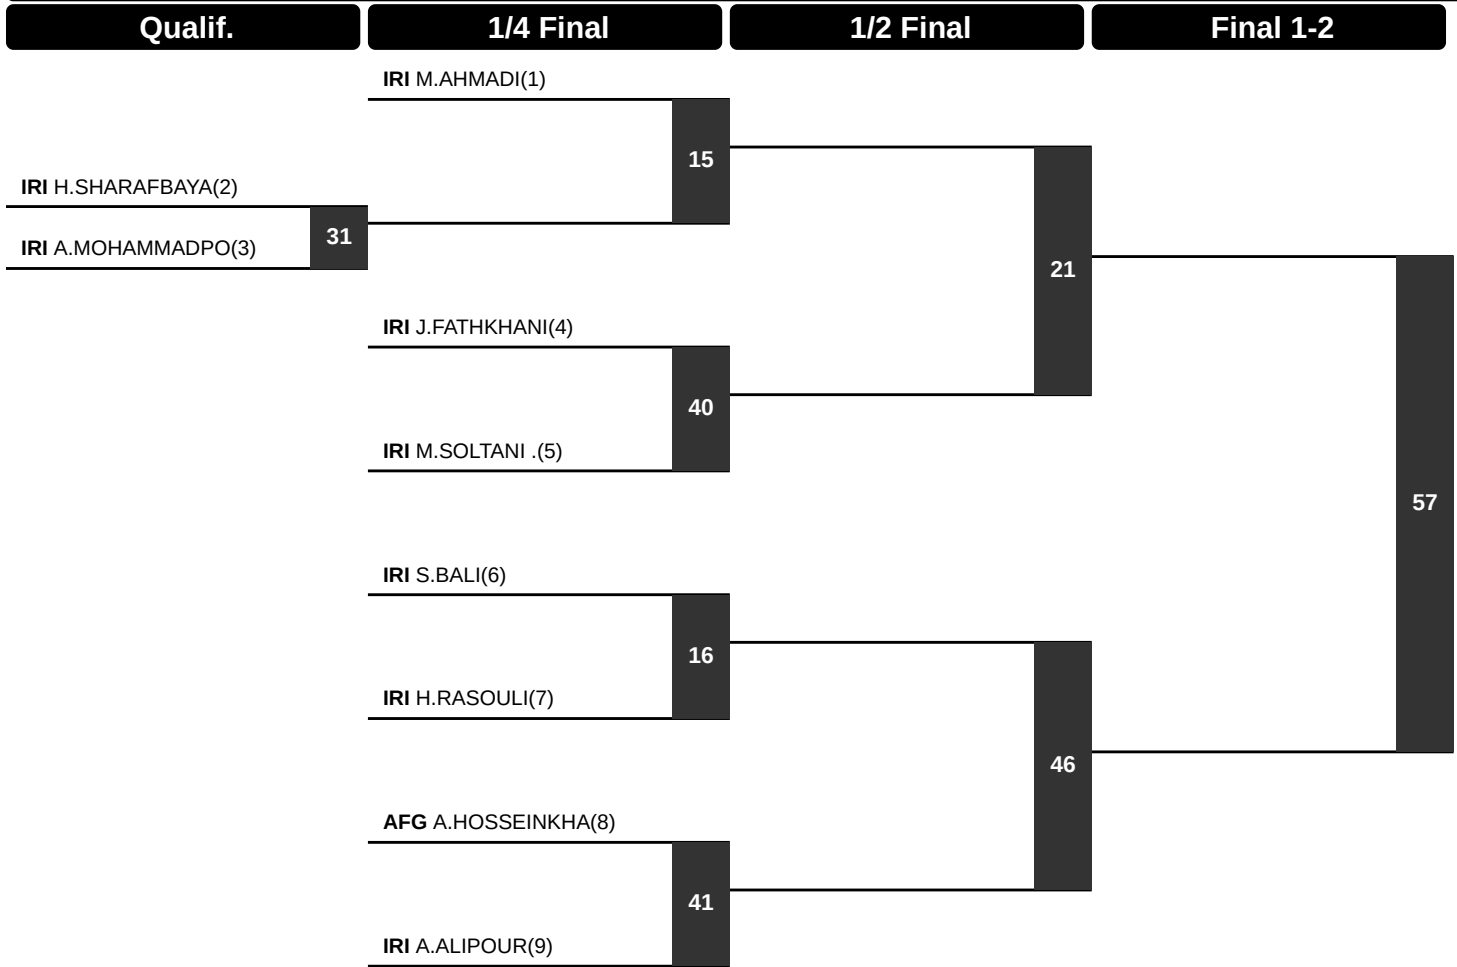 Qualif. 1/4 Final 1/2 Final Final 1-2
IRI M.AHMADI(1)
15
IRI H.SHARAFBAYA(2)
31
IRI A.MOHAMMADPO(3)
21
IRI J.FATHKHANI(4)
40
IRI M.SOLTANI .(5)
57
IRI S.BALI(6)
16
IRI H.RASOULI(7)
46
AFG A.HOSSEINKHA(8)
41
IRI A.ALIPOUR(9)